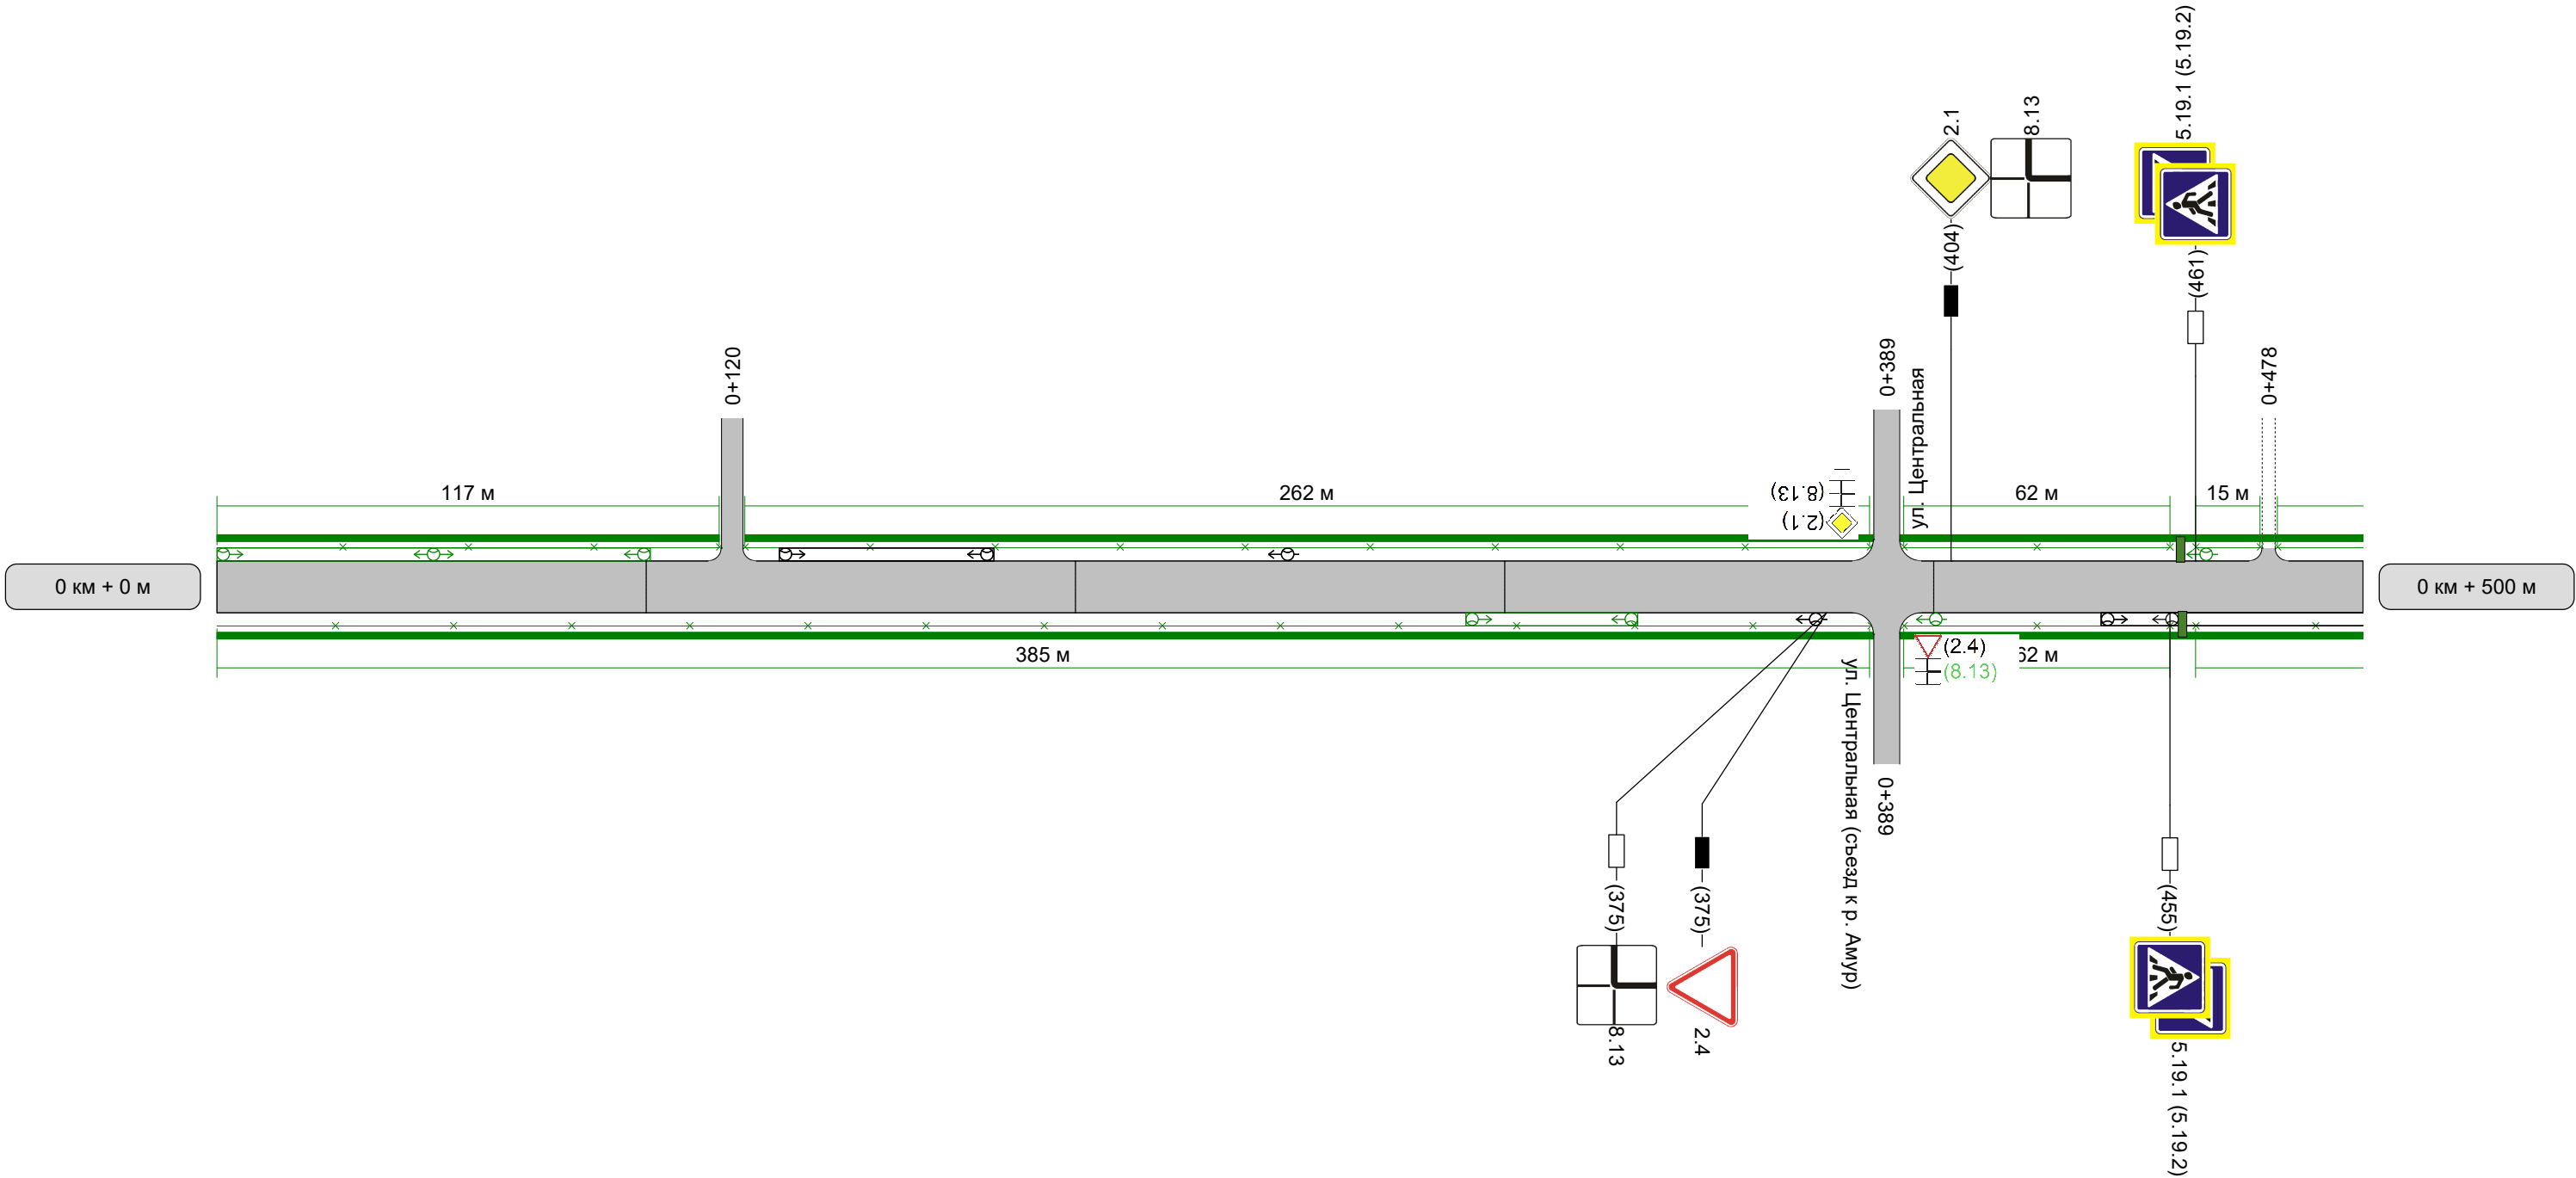 5.19.1 (5.19.2)
2.1
8.13
(404)
(461)
0+120
0+389
ул. Центральная
0+478
117 м
262 м
(8.13)
(2.1)
62 м
15 м
0 км + 0 м
0 км + 500 м
385 м
(2.4)
(8.13)
62 м
ул. Центральная (съезд к р. Амур)
0+389
(375)
(375)
(455)
8.13
2.4
5.19.1 (5.19.2)